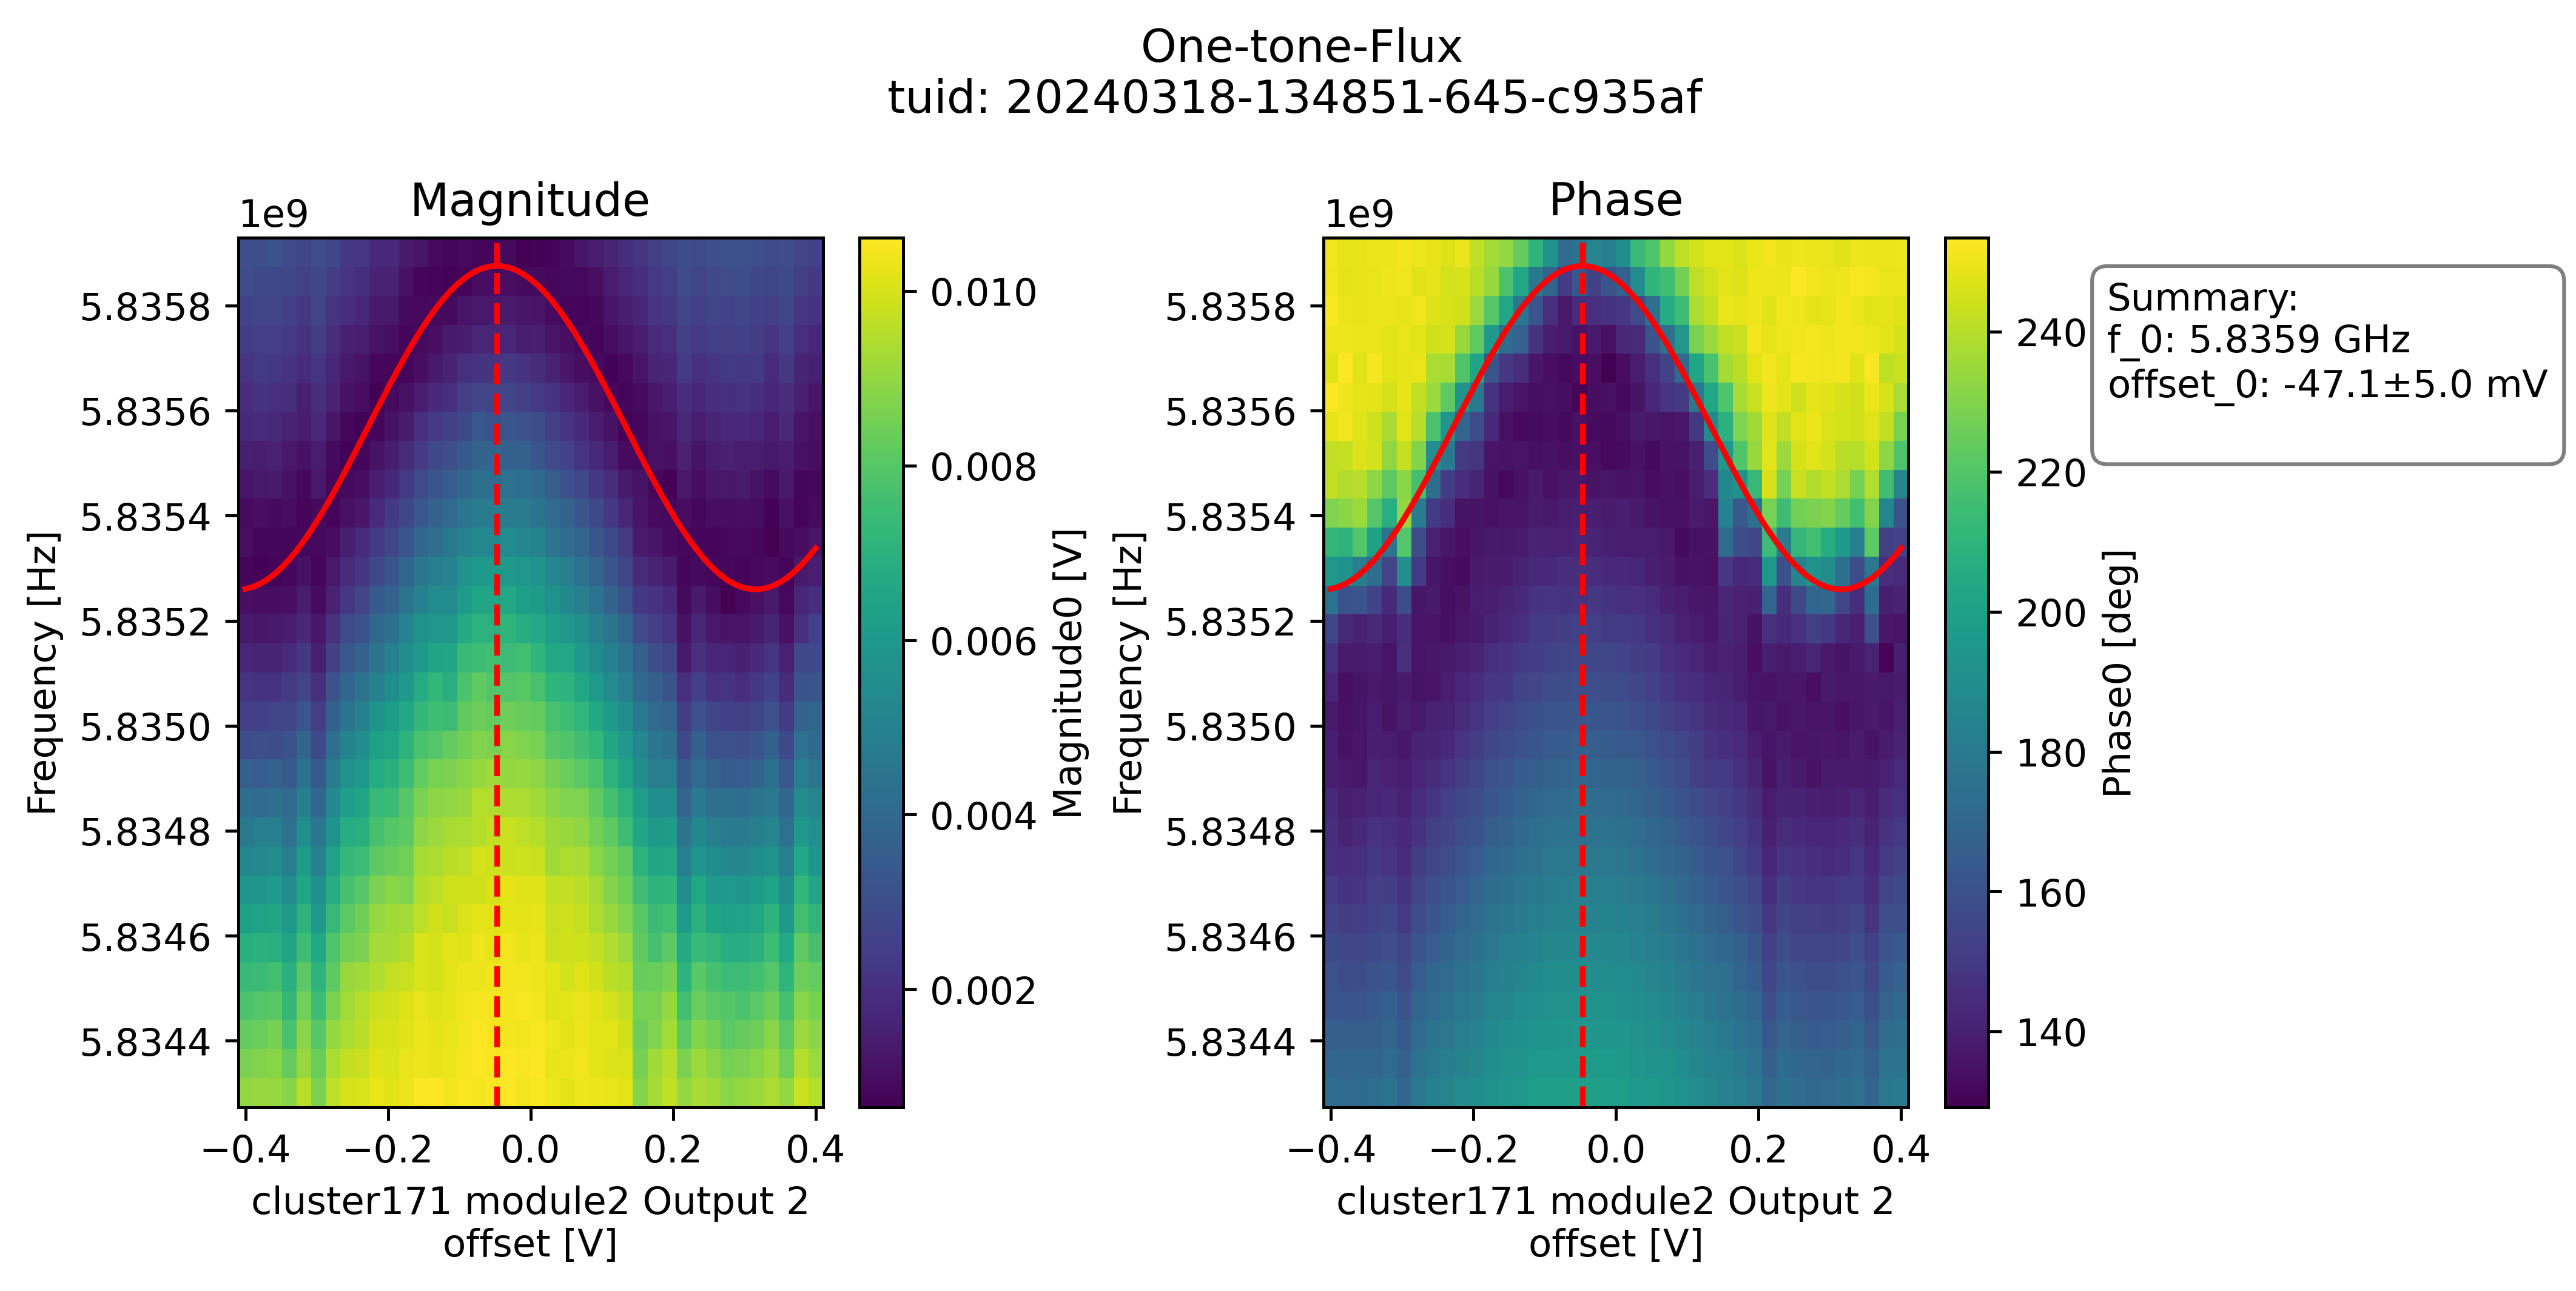 One-tone-Flux
tuid: 20240318-134851-645-c935af
Magnitude
1e9
5.8358
5.8356
5.8354
5.8352
5.8350
5.8348
5.8346
5.8344
Frequency [Hz]
−0.4
−0.2
0.0
0.2
0.4
cluster171 module2 Output 2
offset [V]
0.010
0.008
0.006
0.004
0.002
Magnitude0 [V]
Phase
1e9
5.8358
5.8356
5.8354
5.8352
5.8350
5.8348
5.8346
5.8344
Frequency [Hz]
−0.4
−0.2
0.0
0.2
0.4
cluster171 module2 Output 2
offset [V]
240
220
200
180
160
140
Phase0 [deg]
Summary:
f_0: 5.8359 GHz
offset_0: -47.1±5.0 mV